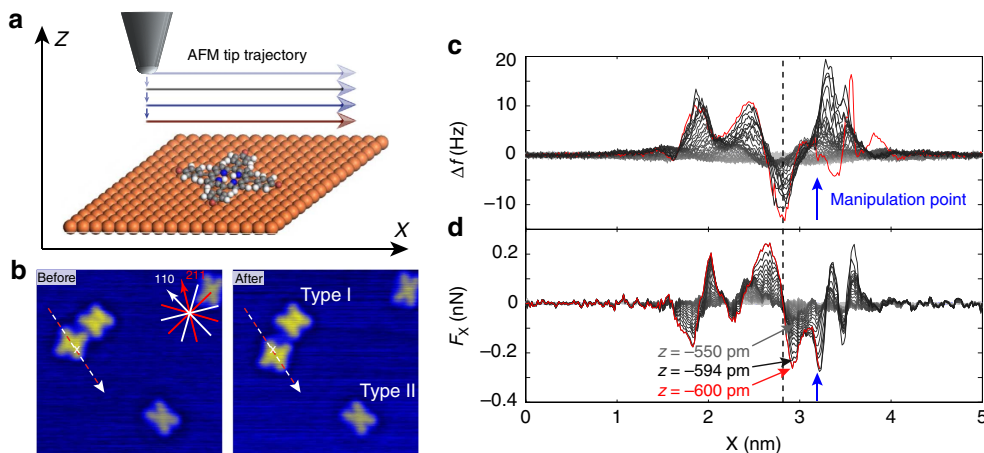 a
Z
AFM tip trajectory
X
b
Before
110
211
After
Type I
Type II
c
20
10
0
−10
Δf (Hz)
Manipulation point
d
0.2
0
−0.2
−0.4
Fx (nN)
z = −550 pm
z = −594 pm
z = −600 pm
0
1
2
3
4
5
X (nm)